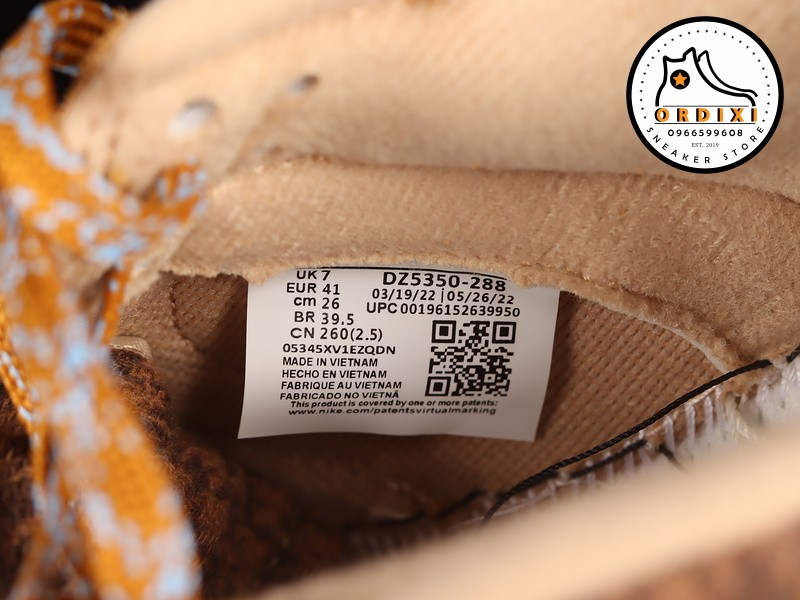 ORDIXI
0966599608
EST. 2019
SNEAKER STORE
UK 7
EUR 41
cm 26
BR 39.5
CN 260(2.5)
05345XV1EZQDN
DZ5350-288
03/19/22 | 05/26/22
UPC 00196152639950
MADE IN VIETNAM
HECHO EN VIETNAM
FABRIQUE AU VIETNAM
FABRICADO NO VIETNÃ
This product is covered by one or more patents:
www.nike.com/patentsvirtualmarking